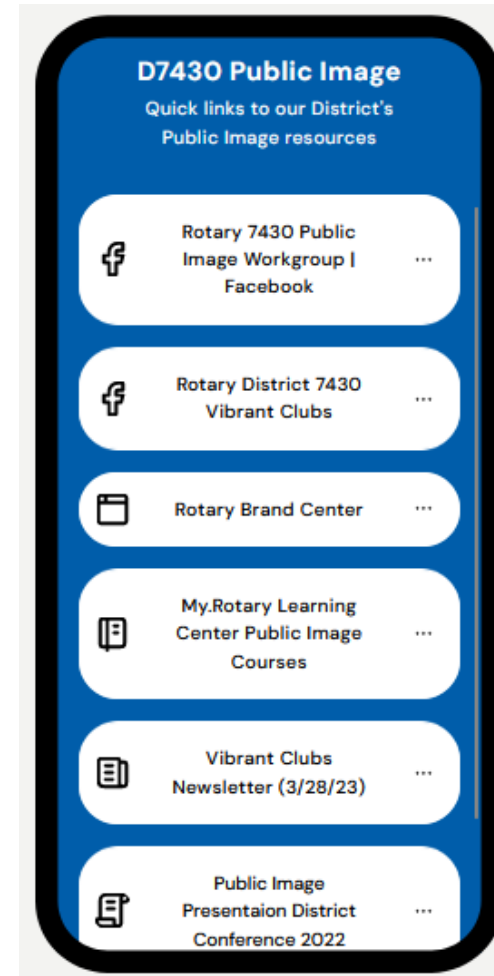 D7430 Public Image
Quick links to our District's
Public Image resources
Rotary 7430 Public
Image Workgroup |
Facebook
...
Rotary District 7430
Vibrant Clubs
...
Rotary Brand Center
...
My.Rotary Learning
Center Public Image
Courses
...
Vibrant Clubs
Newsletter (3/28/23)
...
Public Image
Presentaion District
Conference 2022
...